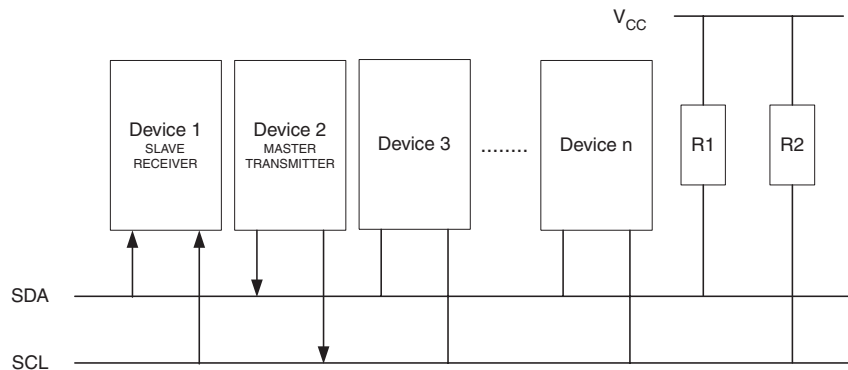 VCC
Device 1
SLAVE
RECEIVER
Device 2
MASTER
TRANSMITTER
Device 3
........
Device n
R1
R2
SDA
SCL